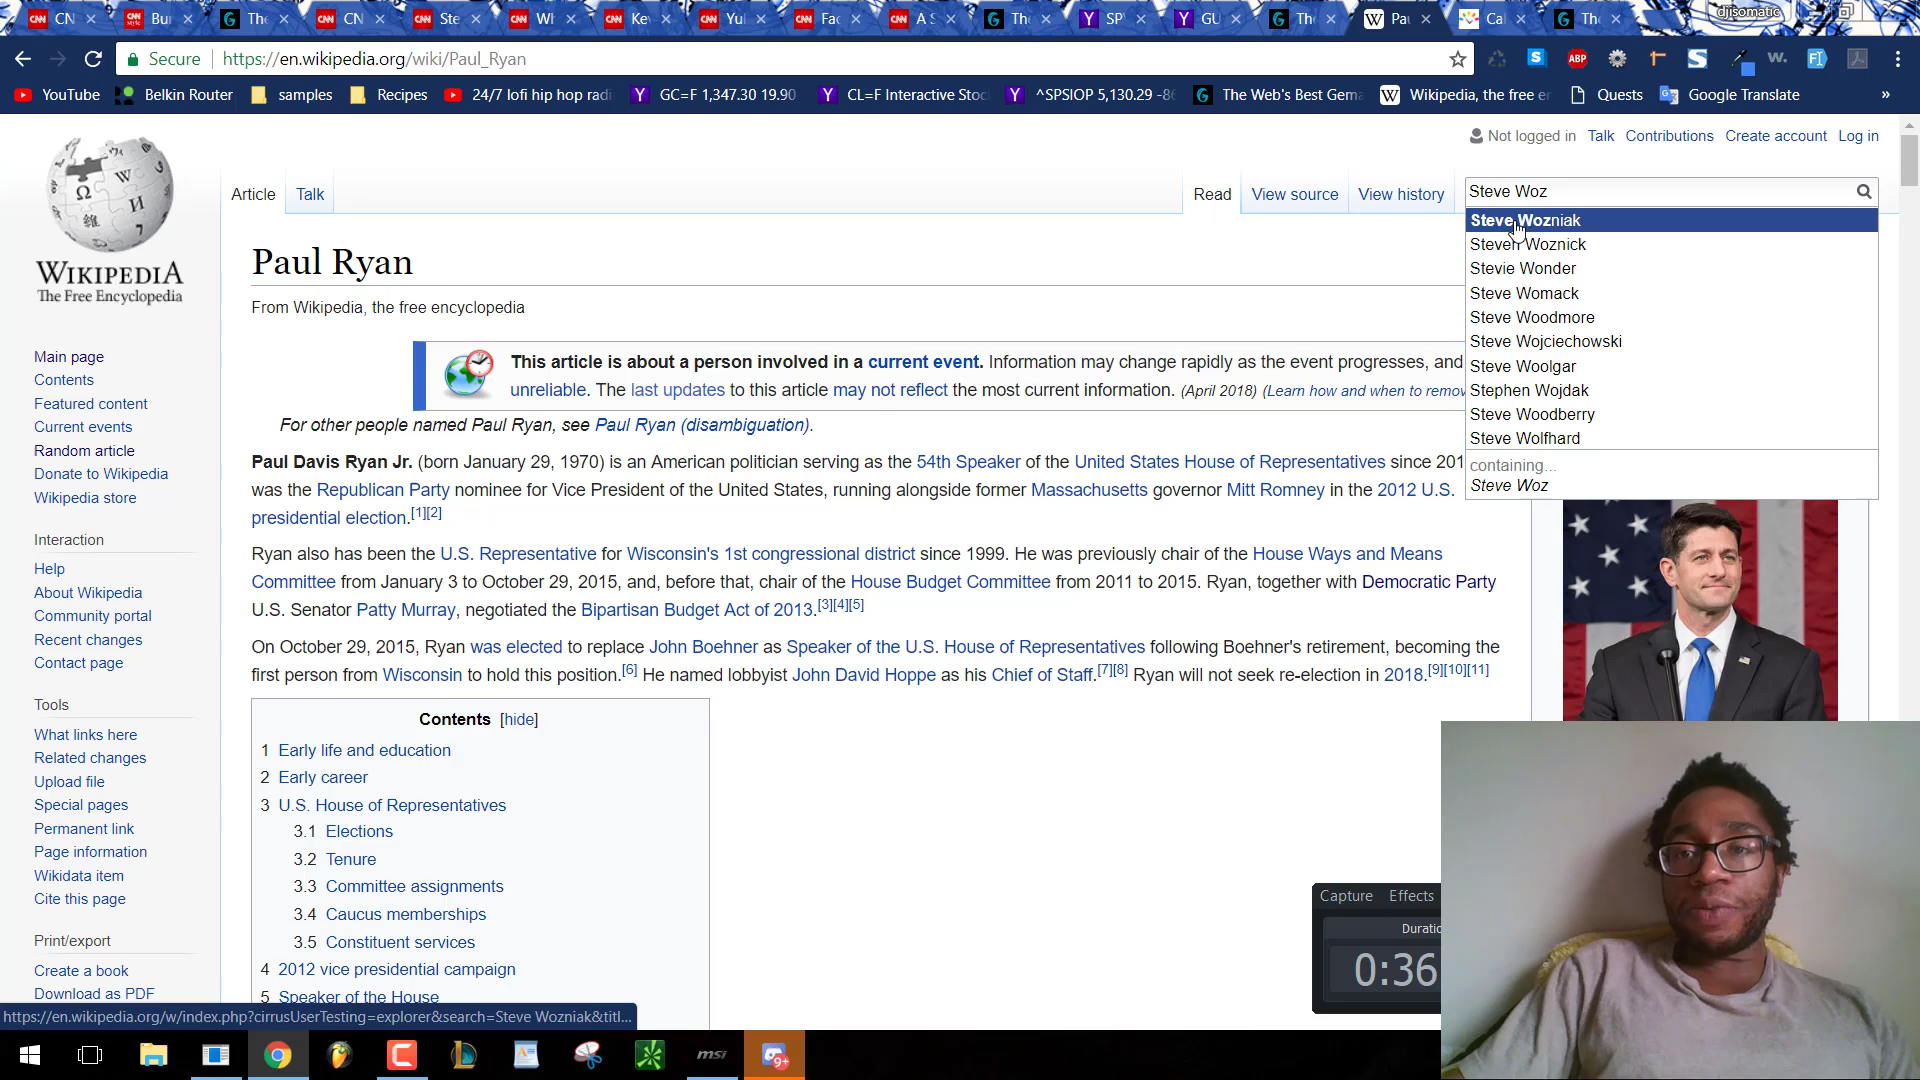 CN
Bu
The
CN
CN
Ste
Wh
Ke
Yul
Fac
A S
The
SP
GU
The
Pau
Ca
The
djisomatic
Secure https://en.wikipedia.org/wiki/Paul_Ryan
YouTube Belkin Router samples Recipes 24/7 lofi hip hop radi GC=F 1,347.30 19.90 CL=F Interactive Stoc ^SPSIOP 5,130.29 -86 The Web's Best Gema Wikipedia, the free en Quests Google Translate »
Not logged in Talk Contributions Create account Log in
Article Talk Read View source View history Steve Woz
Steve Wozniak
Steven Woznick
Stevie Wonder
Steve Womack
Steve Woodmore
Steve Wojciechowski
Steve Woolgar
Stephen Wojdak
Steve Woodberry
Steve Wolfhard
containing...
Steve Woz
WIKIPEDIA
The Free Encyclopedia
Main page
Contents
Featured content
Current events
Random article
Donate to Wikipedia
Wikipedia store
Interaction
Help
About Wikipedia
Community portal
Recent changes
Contact page
Tools
What links here
Related changes
Upload file
Special pages
Permanent link
Page information
Wikidata item
Cite this page
Print/export
Create a book
Download as PDF
Paul Ryan
From Wikipedia, the free encyclopedia
This article is about a person involved in a current event. Information may change rapidly as the event progresses, and
unreliable. The last updates to this article may not reflect the most current information. (April 2018) (Learn how and when to remov
For other people named Paul Ryan, see Paul Ryan (disambiguation).
Paul Davis Ryan Jr. (born January 29, 1970) is an American politician serving as the 54th Speaker of the United States House of Representatives since 201
was the Republican Party nominee for Vice President of the United States, running alongside former Massachusetts governor Mitt Romney in the 2012 U.S.
presidential election.[1][2]
Ryan also has been the U.S. Representative for Wisconsin's 1st congressional district since 1999. He was previously chair of the House Ways and Means
Committee from January 3 to October 29, 2015, and, before that, chair of the House Budget Committee from 2011 to 2015. Ryan, together with Democratic Party
U.S. Senator Patty Murray, negotiated the Bipartisan Budget Act of 2013.[3][4][5]
On October 29, 2015, Ryan was elected to replace John Boehner as Speaker of the U.S. House of Representatives following Boehner's retirement, becoming the
first person from Wisconsin to hold this position.[6] He named lobbyist John David Hoppe as his Chief of Staff.[7][8] Ryan will not seek re-election in 2018.[9][10][11]
Contents [hide]
1 Early life and education
2 Early career
3 U.S. House of Representatives
3.1 Elections
3.2 Tenure
3.3 Committee assignments
3.4 Caucus memberships
3.5 Constituent services
4 2012 vice presidential campaign
5 Speaker of the House
Capture Effects
Duratio
0:36
https://en.wikipedia.org/w/index.php?cirrusUserTesting=explorer&search=Steve Wozniak&titl...
msi
9+